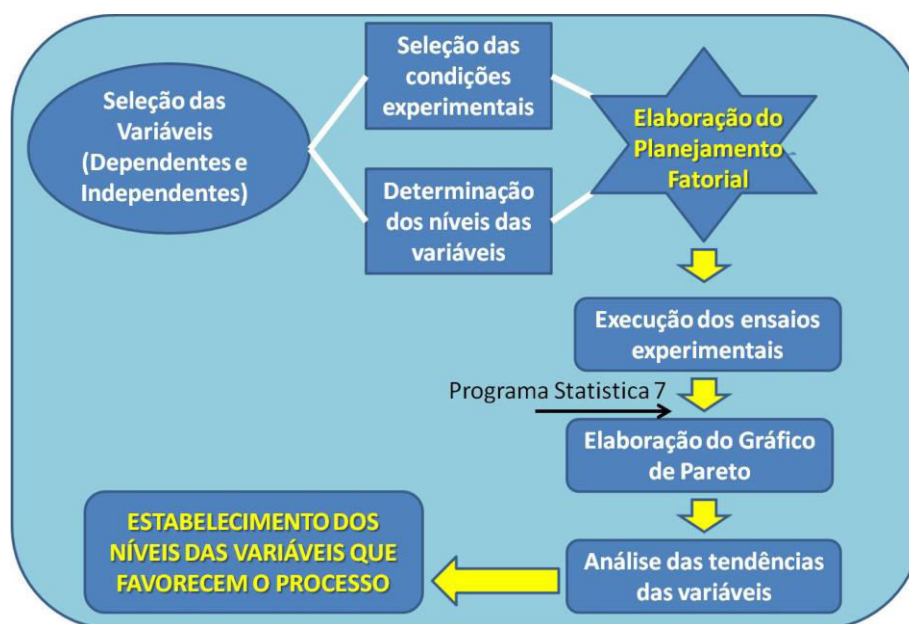 Seleção das
Variáveis
(Dependentes e
Independentes)
Seleção das
condições
experimentais
Determinação
dos níveis das
variáveis
Elaboração do
Planejamento
Fatorial
Execução dos ensaios
experimentais
Programa Statistica 7
Elaboração do Gráfico
de Pareto
Análise das tendências
das variáveis
ESTABELECIMENTO DOS
NÍVEIS DAS VARIÁVEIS QUE
FAVORECEM O PROCESSO